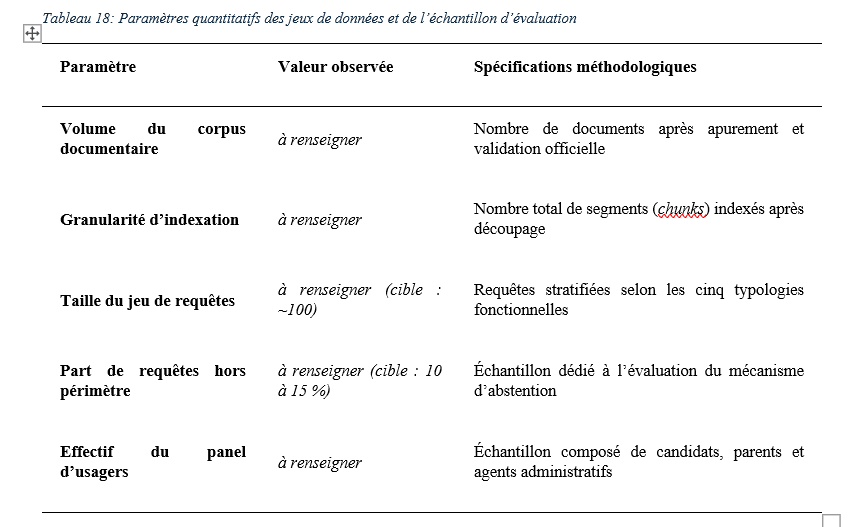 Tableau 18: Paramètres quantitatifs des jeux de données et de l’échantillon d’évaluation
Paramètre Valeur observée Spécifications méthodologiques
Volume du corpus documentaire
à renseigner
Nombre de documents après apurement et
validation officielle
Granularité d’indexation
à renseigner
Nombre total de segments (chunks) indexés après
découpage
Taille du jeu de requêtes
à renseigner (cible :
~100)
Requêtes stratifiées selon les cinq typologies
fonctionnelles
Part de requêtes hors
périmètre
à renseigner (cible : 10
à 15 %)
Échantillon dédié à l’évaluation du mécanisme
d’abstention
Effectif du panel
d’usagers
à renseigner
Échantillon composé de candidats, parents et
agents administratifs